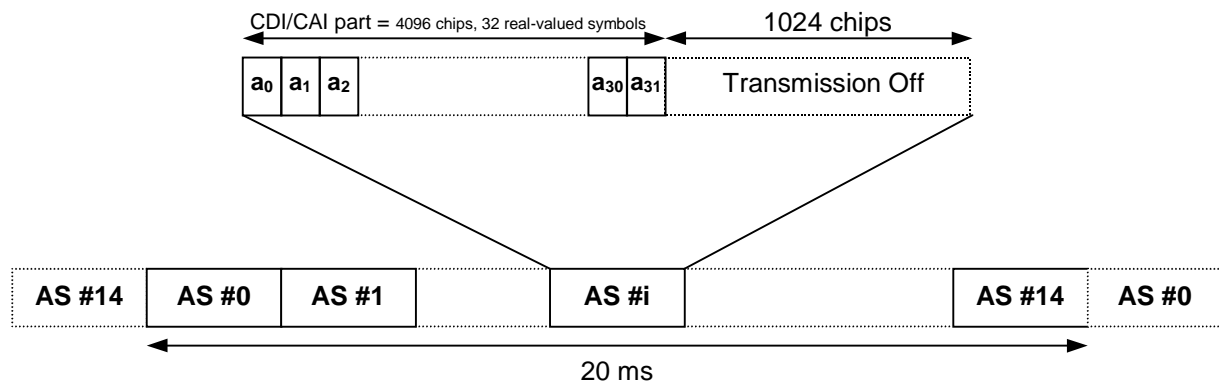 CDI/CAI part = 4096 chips, 32 real-valued symbols
1024 chips
a0 a1 a2 a30 a31 Transmission Off
AS #14 AS #0 AS #1 AS #i AS #14 AS #0
20 ms